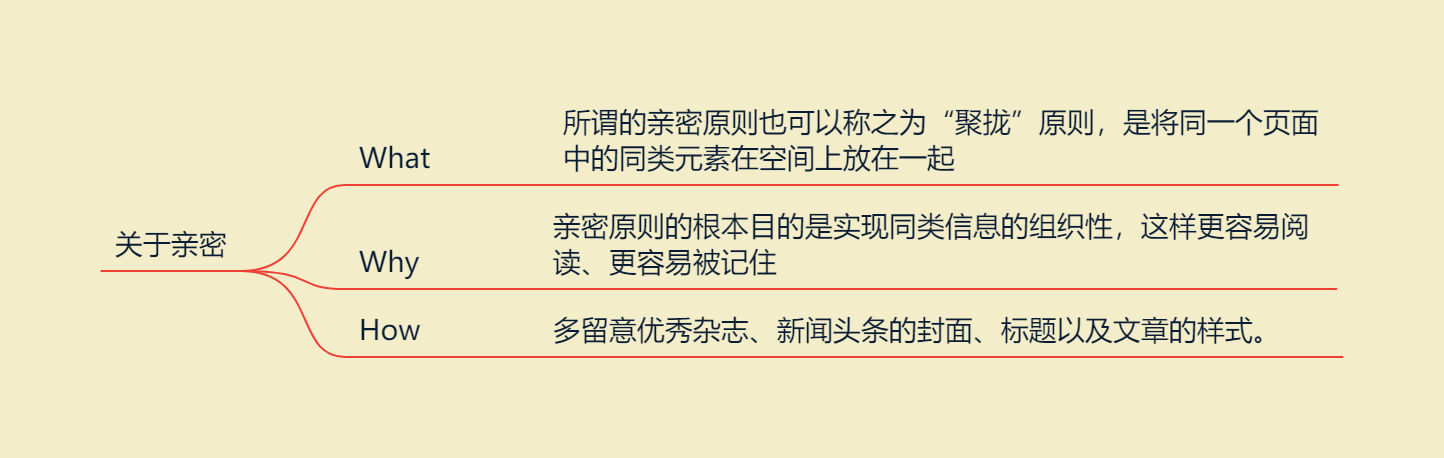 所谓的亲密原则也可以称之为“聚拢”原则，是将同一个页面
What
中的同类元素在空间上放在一起
关于亲密
亲密原则的根本目的是实现同类信息的组织性，这样更容易阅
Why
读、更容易被记住
How
多留意优秀杂志、新闻头条的封面、标题以及文章的样式。